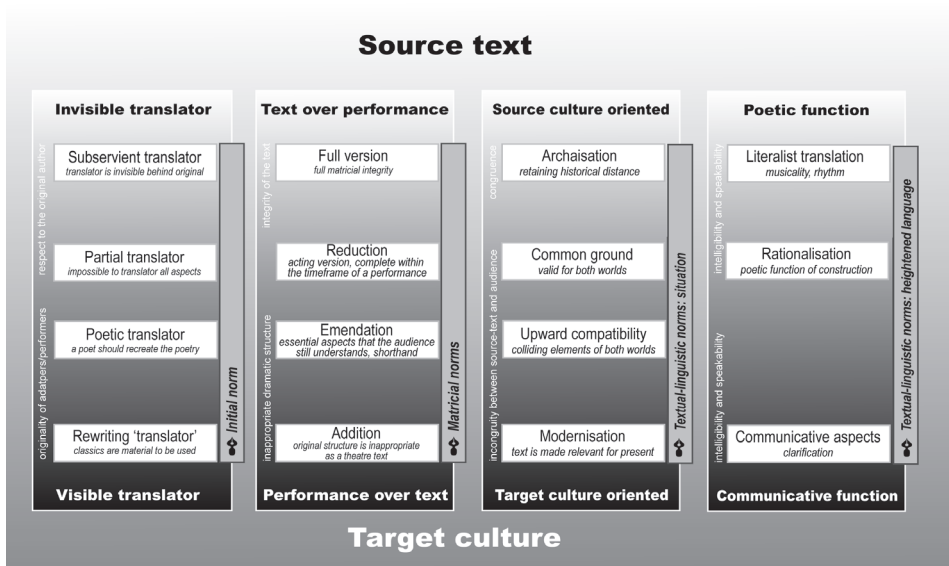 Source text
Invisible translator
respect to the original author
originality of adatpers/performers
Subservient translator
translator is invisible behind original
Partial translator
impossible to translator all aspects
Poetic translator
a poet should recreate the poetry
Rewriting ‘translator’
classics are material to be used
Initial norm
Visible translator
Text over performance
integrity of the text
inappropriate dramatic structure
Full version
full matricial integrity
Reduction
acting version, complete within
the timeframe of a performance
Emendation
essential aspects that the audience
still understands, shorthand
Addition
original structure is inappropriate
as a theatre text
Matricial norms
Performance over text
Source culture oriented
congruence
incongruity between source-text and audience
Archaisation
retaining historical distance
Common ground
valid for both worlds
Upward compatibility
colliding elements of both worlds
Modernisation
text is made relevant for present
Textual-linguistic norms: situation
Target culture oriented
Poetic function
intelligibility and speakability
intelligibility and speakability
Literalist translation
musicality, rhythm
Rationalisation
poetic function of construction
Communicative aspects
clarification
Textual-linguistic norms: heightened language
Communicative function
Target culture